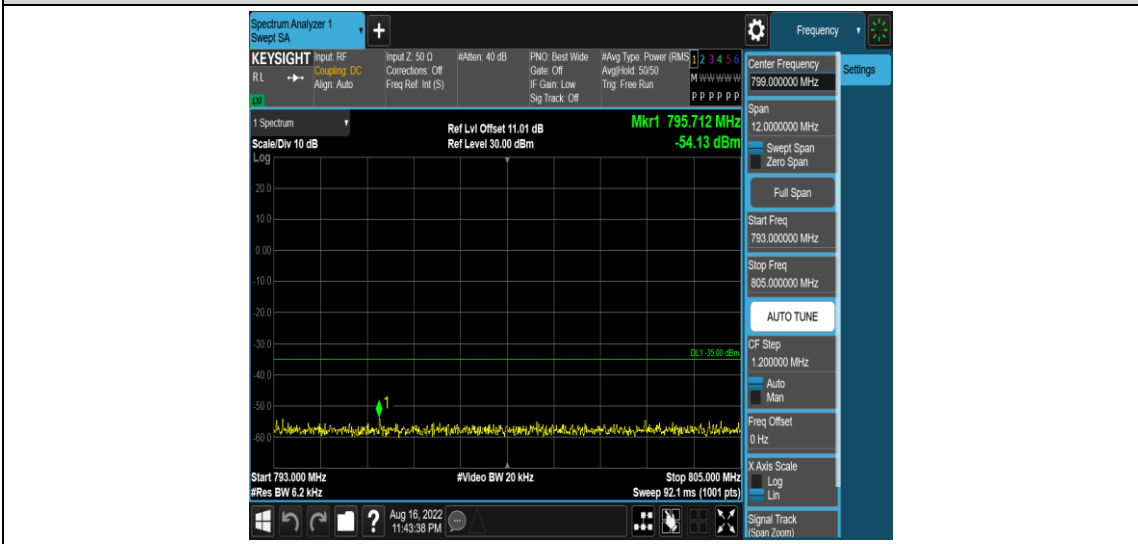 Spectrum Analyzer 1
Swept SA
+
Frequency
KEYSIGHT
RL
LXI
Input: RF
Coupling: DC
Align: Auto
Input Z: 50 Ω
Corrections: Off
Freq Ref: Int (S)
#Atten: 40 dB
PNO: Best Wide
Gate: Off
IF Gain: Low
Sig Track: Off
#Avg Type: Power (RMS
Avg|Hold: 50/50
Trig: Free Run
1 2 3 4 5 6
M W W W W W
P P P P P P
1 Spectrum
Scale/Div 10 dB
Log
Ref Lvl Offset 11.01 dB
Ref Level 30.00 dBm
Mkr1 795.712 MHz
-54.13 dBm
20.0
10.0
0.00
-10.0
-20.0
-30.0
DL1 -35.00 dBm
-40.0
1
-50.0
-60.0
Start 793.000 MHz
#Res BW 6.2 kHz
#Video BW 20 kHz
Stop 805.000 MHz
Sweep 92.1 ms (1001 pts)
?
Aug 16, 2022
11:43:38 PM
Center Frequency
799.000000 MHz
Settings
Span
12.0000000 MHz
Swept Span
Zero Span
Full Span
Start Freq
793.000000 MHz
Stop Freq
805.000000 MHz
AUTO TUNE
CF Step
1.200000 MHz
Auto
Man
Freq Offset
0 Hz
X Axis Scale
Log
Lin
Signal Track
(Span Zoom)